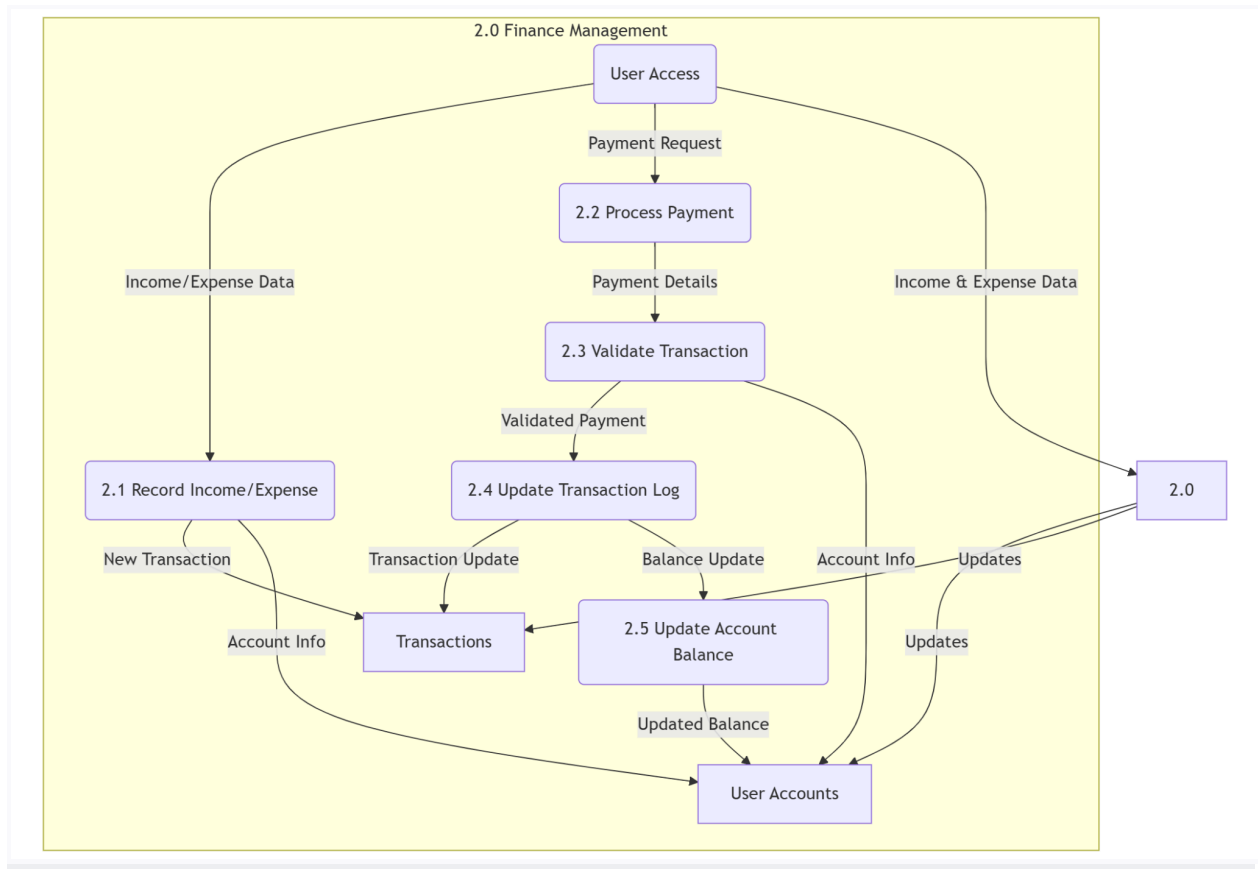 2.0 Finance Management
User Access
Payment Request
2.2 Process Payment
Income/Expense Data
Payment Details
Income & Expense Data
2.3 Validate Transaction
Validated Payment
2.1 Record Income/Expense
2.4 Update Transaction Log
2.0
New Transaction
Transaction Update
Balance Update
Account Info
Updates
Account Info
Transactions
2.5 Update Account
Balance
Updates
Updated Balance
User Accounts